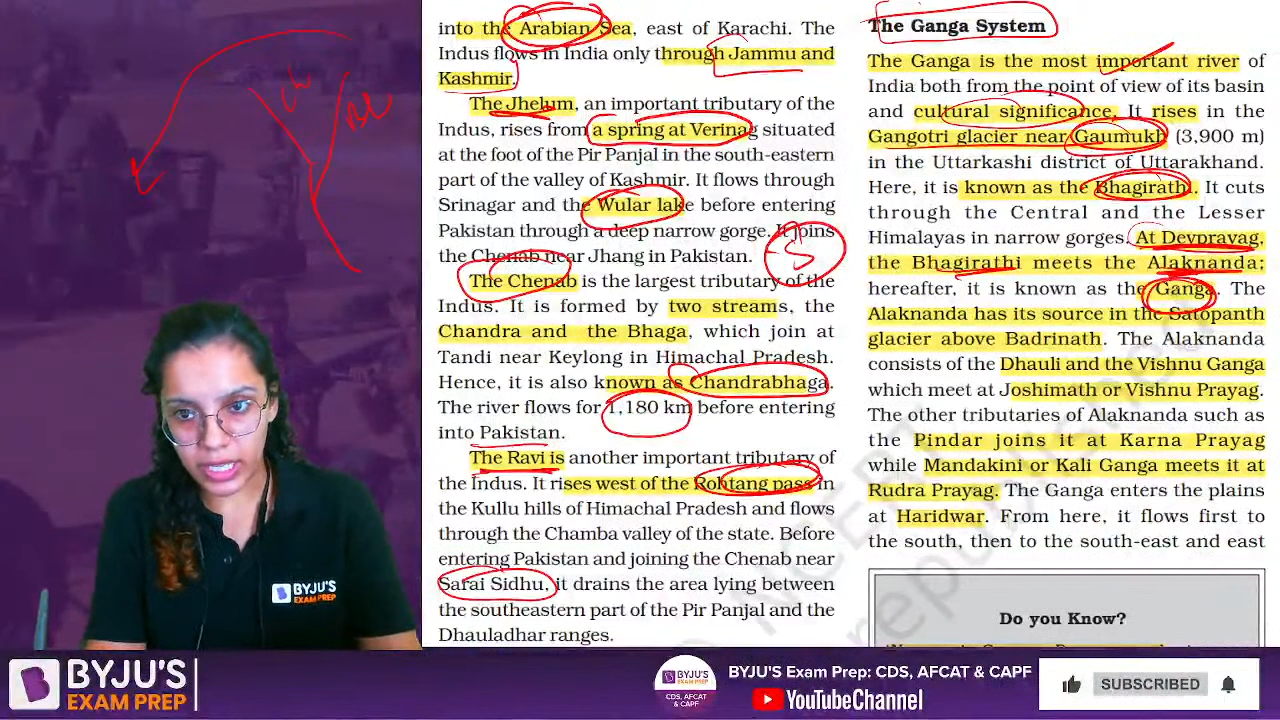 into the Arabian Sea, east of Karachi. The
Indus flows in India only through Jammu and
Kashmir.
The Jhelum, an important tributary of the
Indus, rises from a spring at Verinag situated
at the foot of the Pir Panjal in the south-eastern
part of the valley of Kashmir. It flows through
Srinagar and the Wular lake before entering
Pakistan through a deep narrow gorge. It joins
the Chenab near Jhang in Pakistan.
The Chenab is the largest tributary of the
Indus. It is formed by two streams, the
Chandra and the Bhaga, which join at
Tandi near Keylong in Himachal Pradesh.
Hence, it is also known as Chandrabhaga.
The river flows for 1,180 km before entering
into Pakistan.
The Ravi is another important tributary of
the Indus. It rises west of the Rohtang pass in
the Kullu hills of Himachal Pradesh and flows
through the Chamba valley of the state. Before
entering Pakistan and joining the Chenab near
Sarai Sidhu, it drains the area lying between
the southeastern part of the Pir Panjal and the
Dhauladhar ranges.
S
The Ganga System
The Ganga is the most important river of
India both from the point of view of its basin
and cultural significance. It rises in the
Gangotri glacier near Gaumukh (3,900 m)
in the Uttarkashi district of Uttarakhand.
Here, it is known as the Bhagirathi. It cuts
through the Central and the Lesser
Himalayas in narrow gorges. At Devprayag,
the Bhagirathi meets the Alaknanda;
hereafter, it is known as the Ganga. The
Alaknanda has its source in the Satopanth
glacier above Badrinath. The Alaknanda
consists of the Dhauli and the Vishnu Ganga
which meet at Joshimath or Vishnu Prayag.
The other tributaries of Alaknanda such as
the Pindar joins it at Karna Prayag
while Mandakini or Kali Ganga meets it at
Rudra Prayag. The Ganga enters the plains
at Haridwar. From here, it flows first to
the south, then to the south-east and east
Do you Know?
BYJU'S
EXAM PREP
BYJU'S
EXAM PREP
BYJU'S
EXAM PREP
CDS, AFCAT
& CAPF
BYJU'S Exam Prep: CDS, AFCAT & CAPF
YouTubeChannel
SUBSCRIBED